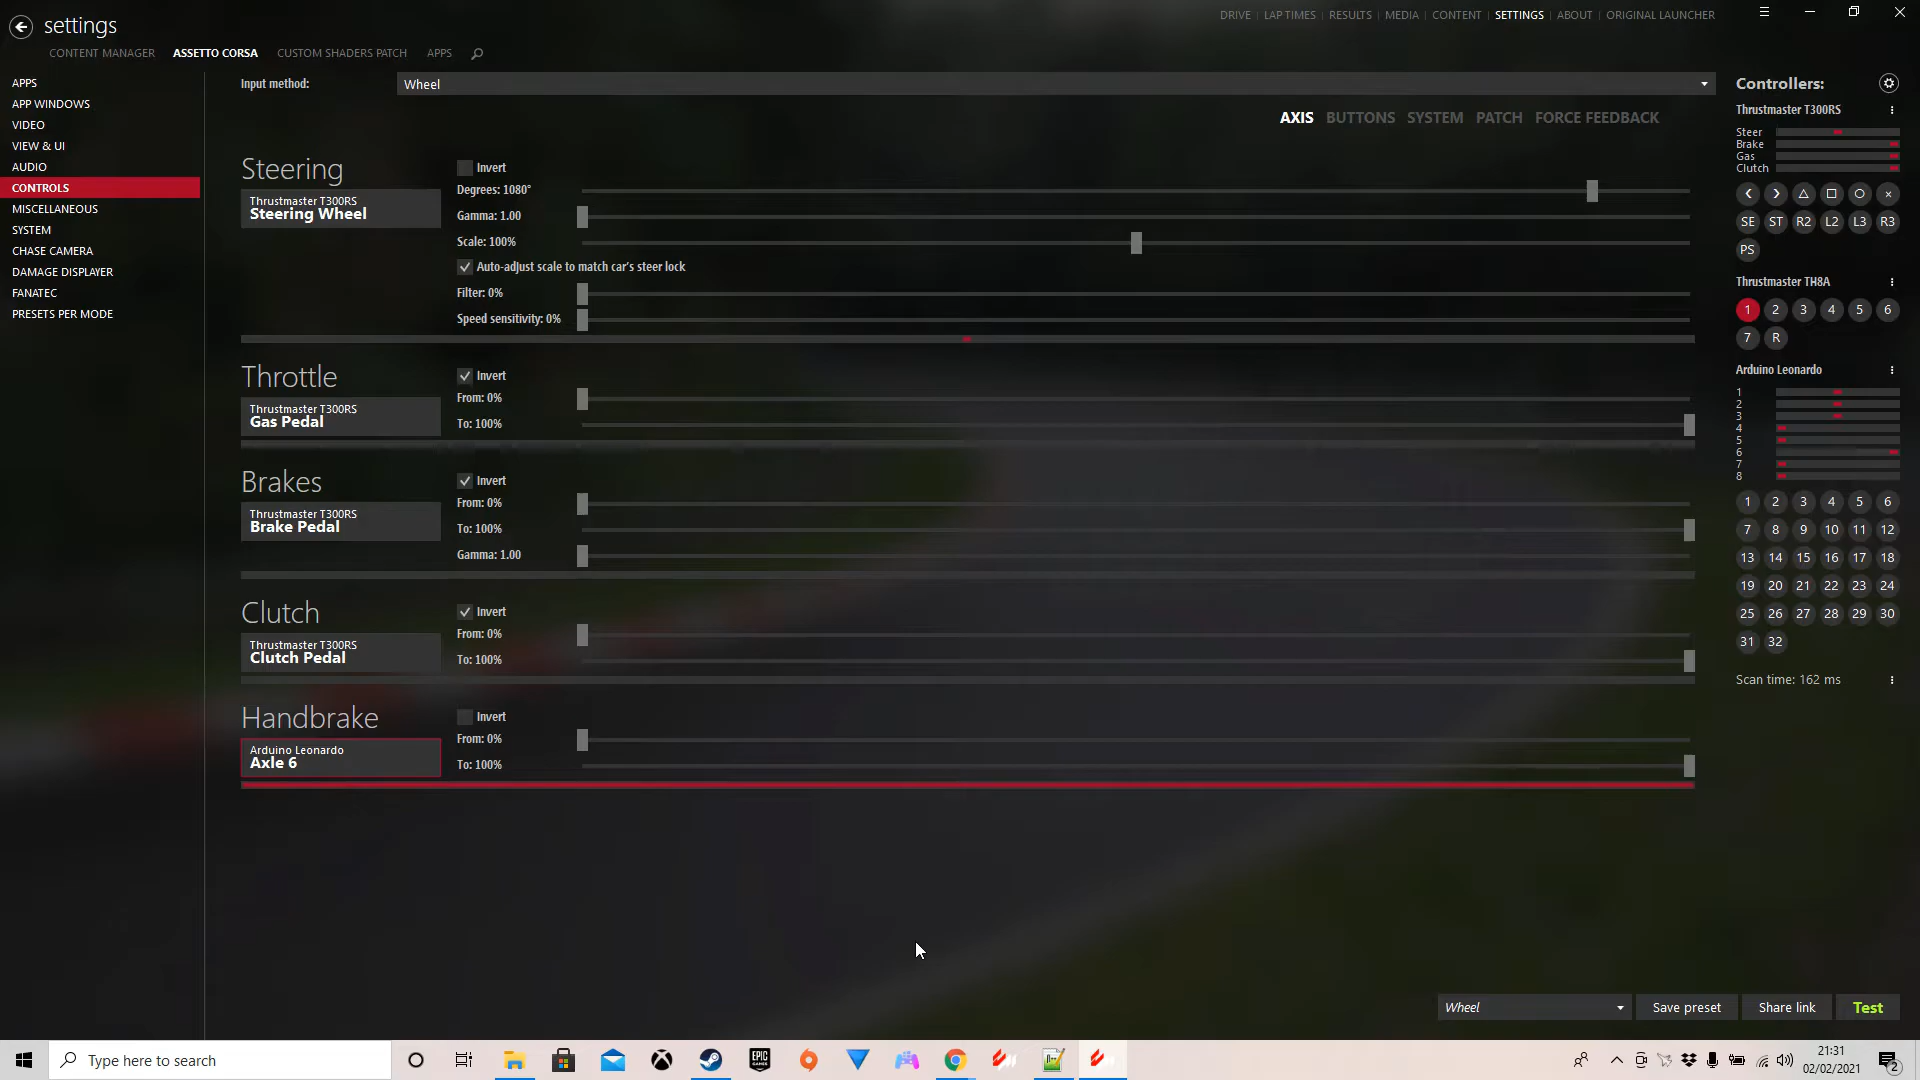 settings
DRIVE | LAP TIMES | RESULTS | MEDIA | CONTENT | SETTINGS | ABOUT | ORIGINAL LAUNCHER
CONTENT MANAGER ASSETTO CORSA CUSTOM SHADERS PATCH APPS
APPS
APP WINDOWS
VIDEO
VIEW & UI
AUDIO
CONTROLS
MISCELLANEOUS
SYSTEM
CHASE CAMERA
DAMAGE DISPLAYER
FANATEC
PRESETS PER MODE
Input method: Wheel
AXIS BUTTONS SYSTEM PATCH FORCE FEEDBACK
Steering
Thrustmaster T300RS
Steering Wheel
Invert
Degrees: 1080°
Gamma: 1.00
Scale: 100%
Auto-adjust scale to match car's steer lock
Filter: 0%
Speed sensitivity: 0%
Throttle
Thrustmaster T300RS
Gas Pedal
Invert
From: 0%
To: 100%
Brakes
Thrustmaster T300RS
Brake Pedal
Invert
From: 0%
To: 100%
Gamma: 1.00
Clutch
Thrustmaster T300RS
Clutch Pedal
Invert
From: 0%
To: 100%
Handbrake
Arduino Leonardo
Axle 6
Invert
From: 0%
To: 100%
Controllers:
Thrustmaster T300RS
Steer
Brake
Gas
Clutch
SE ST R2 L2 L3 R3
PS
Thrustmaster TH8A
1 2 3 4 5 6
7 R
Arduino Leonardo
1
2
3
4
5
6
7
8
1 2 3 4 5 6
7 8 9 10 11 12
13 14 15 16 17 18
19 20 21 22 23 24
25 26 27 28 29 30
31 32
Scan time: 162 ms
Wheel Save preset Share link Test
Type here to search
EPIC GAMES
21:31
02/02/2021
2